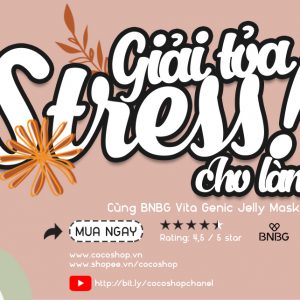 Giải tỏa
Stress!
cho làn
Cùng BNBG Vita Genic Jelly Mask
MUA NGAY
Rating: 4,5 / 5 star
BNBG
www.cocoshop.vn
www.shopee.vn/cocoshop
http://bit.ly/cocoshopchanel